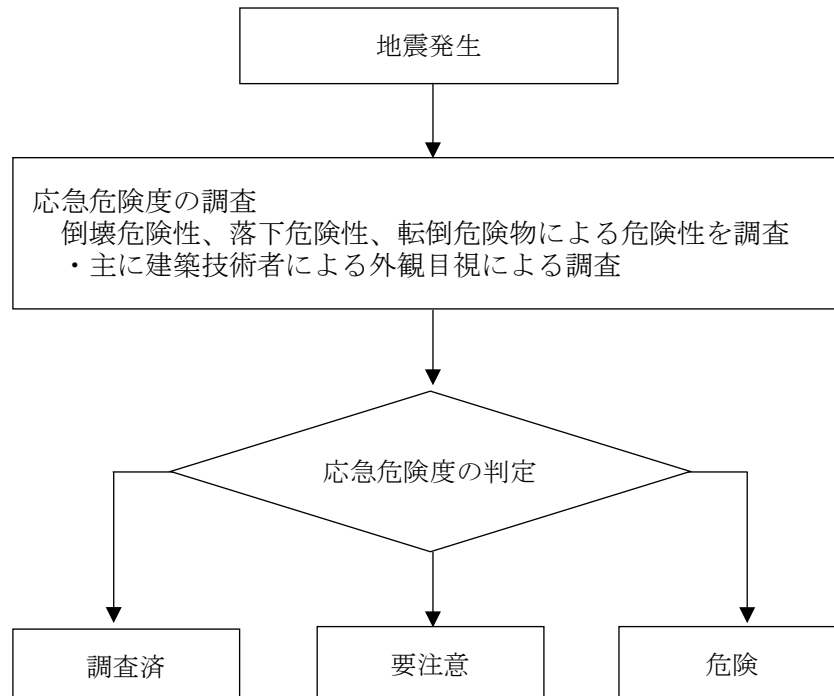 地震発生
応急危険度の調査
倒壊危険性、落下危険性、転倒危険物による危険性を調査
・主に建築技術者による外観目視による調査
応急危険度の判定
調査済
要注意
危険